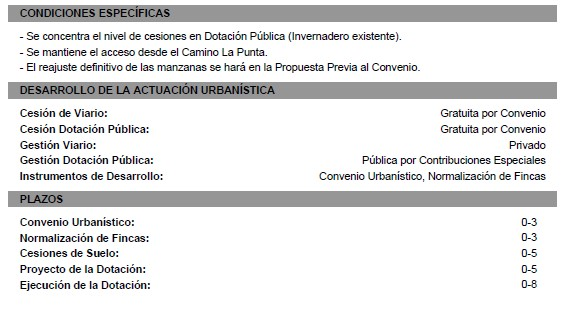 CONDICIONES ESPECÍFICAS
- Se concentra el nivel de cesiones en Dotación Pública (Invernadero existente).
- Se mantiene el acceso desde el Camino La Punta.
- El reajuste definitivo de las manzanas se hará en la Propuesta Previa al Convenio.
DESARROLLO DE LA ACTUACIÓN URBANÍSTICA
Cesión de Viario: Gratuita por Convenio
Cesión Dotación Pública: Gratuita por Convenio
Gestión Viario: Privado
Gestión Dotación Pública: Pública por Contribuciones Especiales
Instrumentos de Desarrollo: Convenio Urbanístico, Normalización de Fincas
PLAZOS
Convenio Urbanístico: 0-3
Normalización de Fincas: 0-3
Cesiones de Suelo: 0-5
Proyecto de la Dotación: 0-5
Ejecución de la Dotación: 0-8